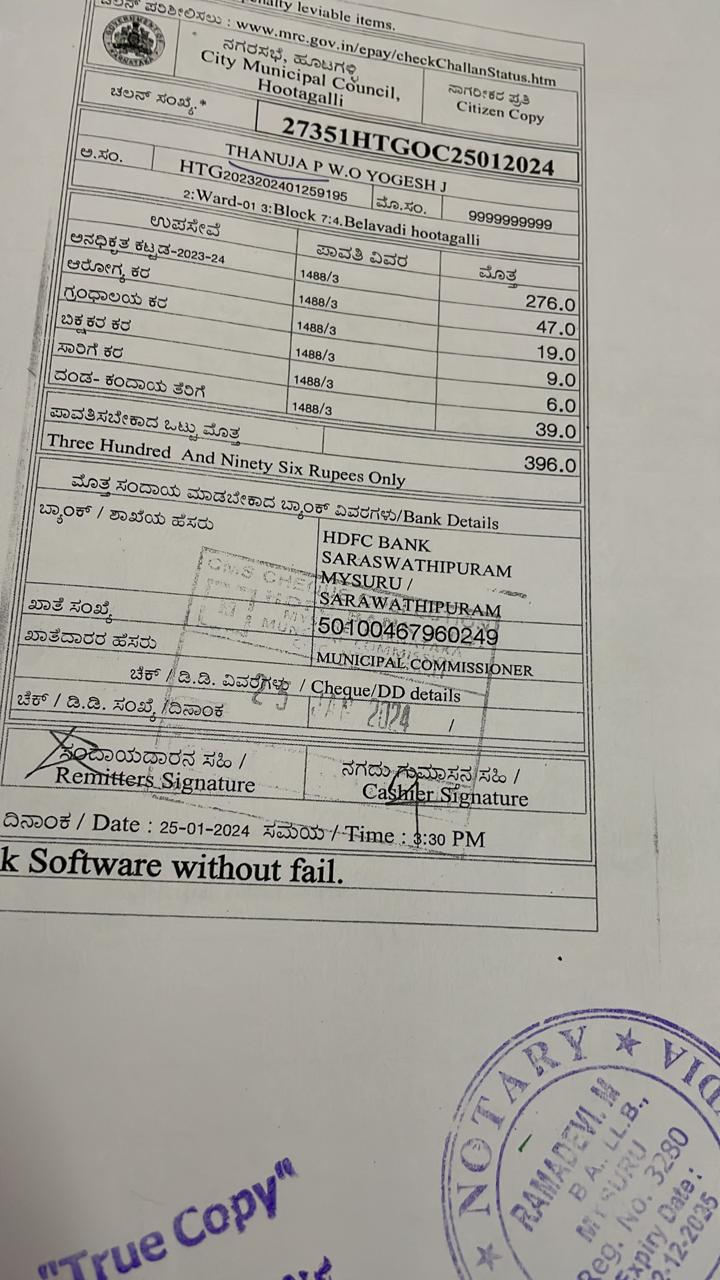 penalty leviable items.
ಚಲನ್ ಪರಿಶೀಲಿಸಲು : www.mrc.gov.in/epay/checkChallanStatus.htm
ನಗರಸಭೆ, ಹೂಟಗಳ್ಳಿ
City Municipal Council,
Hootagalli
ನಾಗರೀಕರ ಪ್ರತಿ
Citizen Copy
ಚಲನ್ ಸಂಖ್ಯೆ.*
27351HTGOC25012024
THANUJA P W.O YOGESH J
ಅ.ಸಂ. HTG2023202401259195 ಮೊ.ಸಂ. 9999999999
2:Ward-01 3:Block 7:4.Belavadi hootagalli
ಉಪಸೇವೆ ಪಾವತಿ ವಿವರ ಮೊತ್ತ
ಅನಧಿಕೃತ ಕಟ್ಟಡ-2023-24 1488/3 276.0
ಆರೋಗ್ಯ ಕರ 1488/3 47.0
ಗ್ರಂಥಾಲಯ ಕರ 1488/3 19.0
ಬಿಕ್ಷಕರ ಕರ 1488/3 9.0
ಸಾರಿಗೆ ಕರ 1488/3 6.0
ದಂಡ- ಕಂದಾಯ ತೆರಿಗೆ 1488/3 39.0
ಪಾವತಿಸಬೇಕಾದ ಒಟ್ಟು ಮೊತ್ತ 396.0
Three Hundred And Ninety Six Rupees Only
ಮೊತ್ತ ಸಂದಾಯ ಮಾಡಬೇಕಾದ ಬ್ಯಾಂಕ್ ವಿವರಗಳು/Bank Details
ಬ್ಯಾಂಕ್ / ಶಾಖೆಯ ಹೆಸರು HDFC BANK
SARASWATHIPURAM
MYSURU /
SARAWATHIPURAM
ಖಾತೆ ಸಂಖ್ಯೆ 50100467960249
ಖಾತೆದಾರರ ಹೆಸರು MUNICIPAL COMMISSIONER
ಚೆಕ್ / ಡಿ.ಡಿ. ವಿವರಗಳು / Cheque/DD details
ಚೆಕ್ / ಡಿ.ಡಿ. ಸಂಖ್ಯೆ /ದಿನಾಂಕ /
2024
ಸಂದಾಯದಾರನ ಸಹಿ /
Remitters Signature
ನಗದು ಗುಮಾಸ್ತನ ಸಹಿ /
Cashier Signature
ದಿನಾಂಕ / Date : 25-01-2024 ಸಮಯ / Time : 3:30 PM
k Software without fail.
NOTARY ★
RAMADEVI. N
B A., LL.B.,
MYSURU
Reg. No. 3280
Expiry Date :
12-2025
"True Copy"